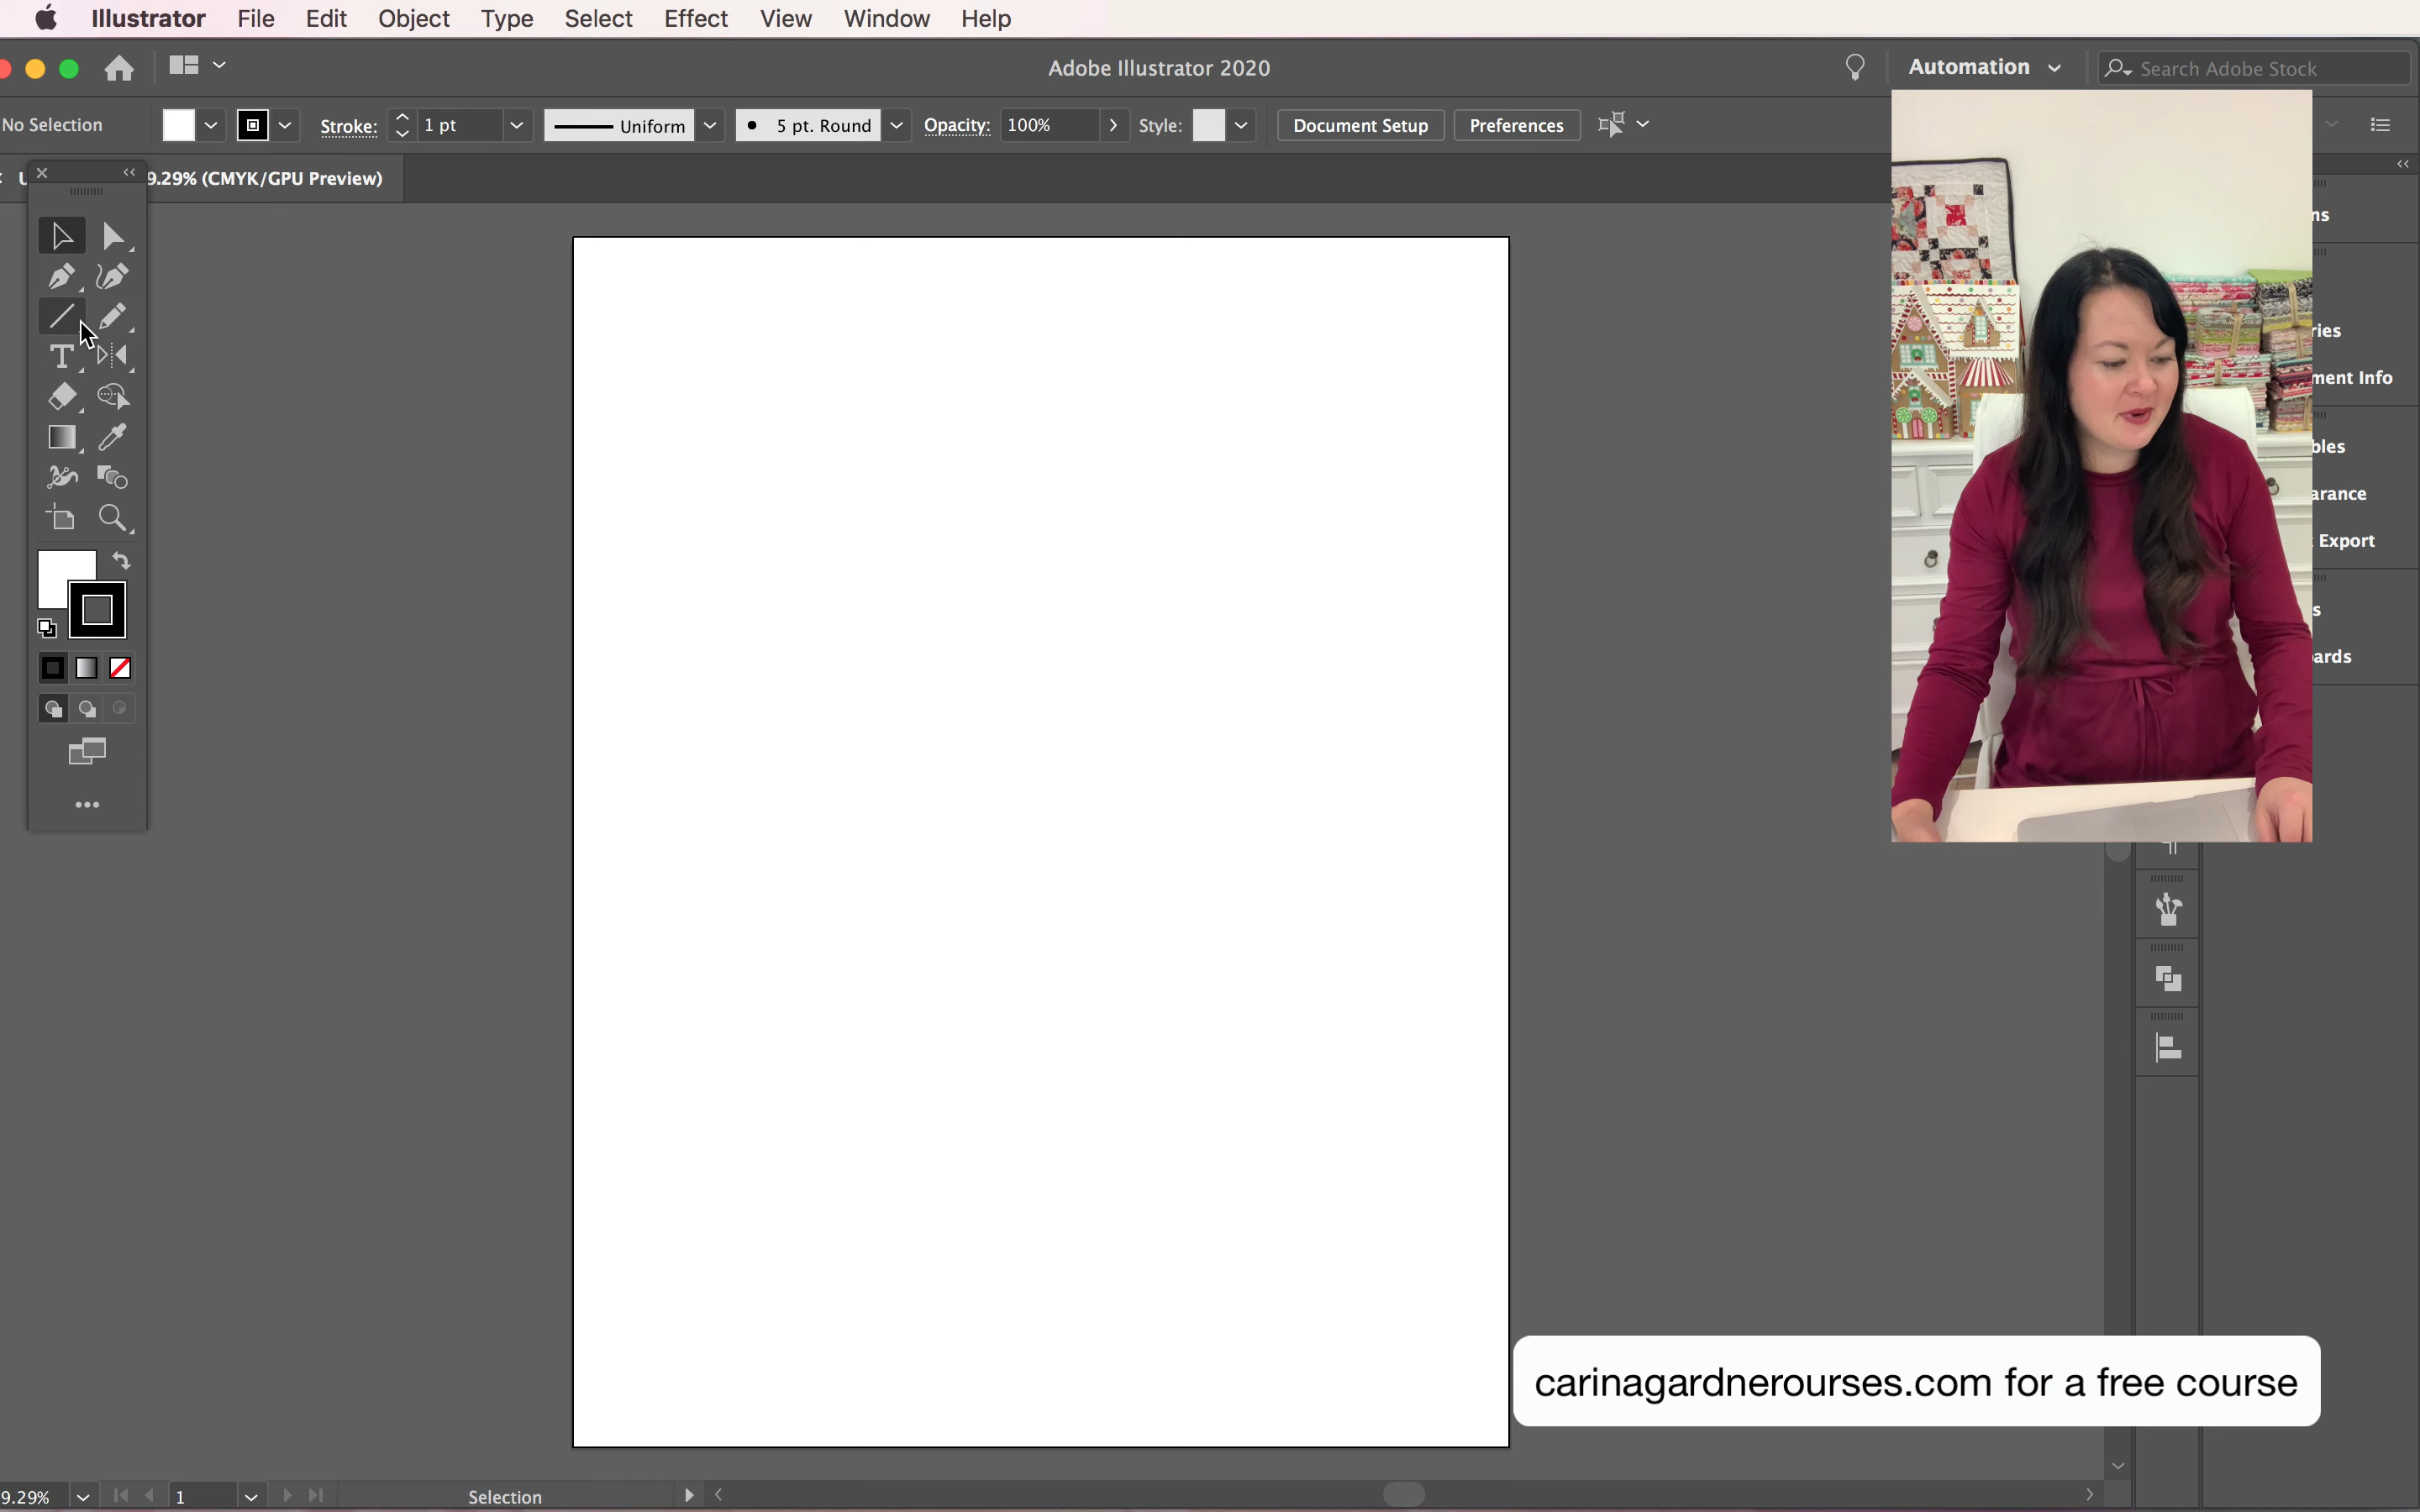 Illustrator File Edit Object Type Select Effect View Window Help
Adobe Illustrator 2020
Automation
Search Adobe Stock
No Selection
Stroke: 1 pt
Uniform
5 pt. Round
Opacity: 100%
Style:
Document Setup
Preferences
9.29% (CMYK/GPU Preview)
ns
ries
ment Info
bles
arance
Export
s
ards
carinagardnerourses.com for a free course
9.29%
1
Selection